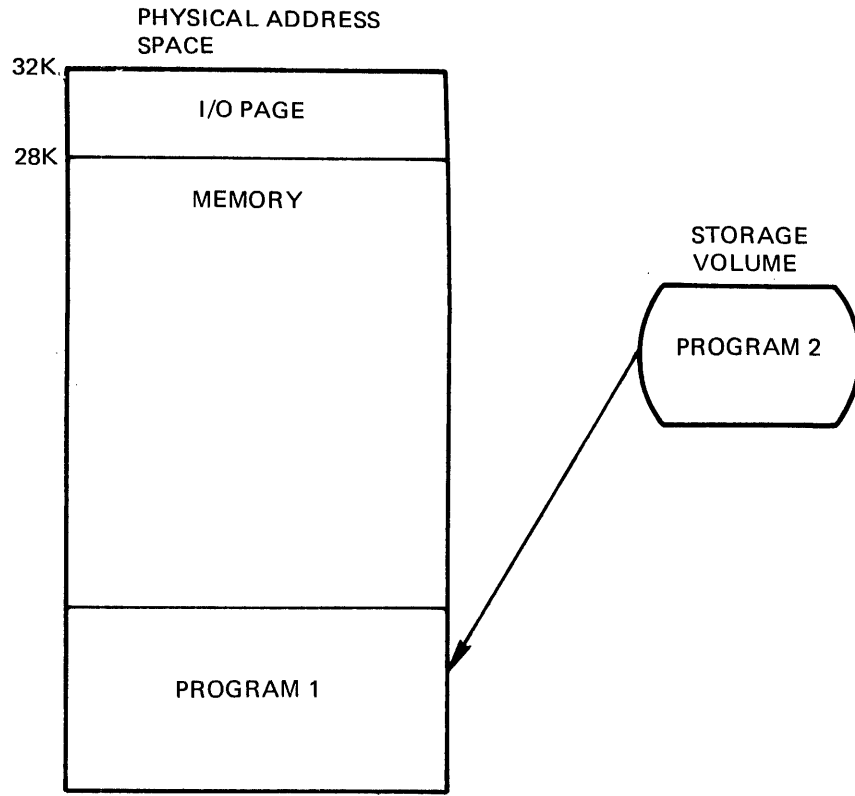 PHYSICAL ADDRESS
SPACE
32K
I/O PAGE
28K
MEMORY
STORAGE
VOLUME
PROGRAM 2
PROGRAM 1